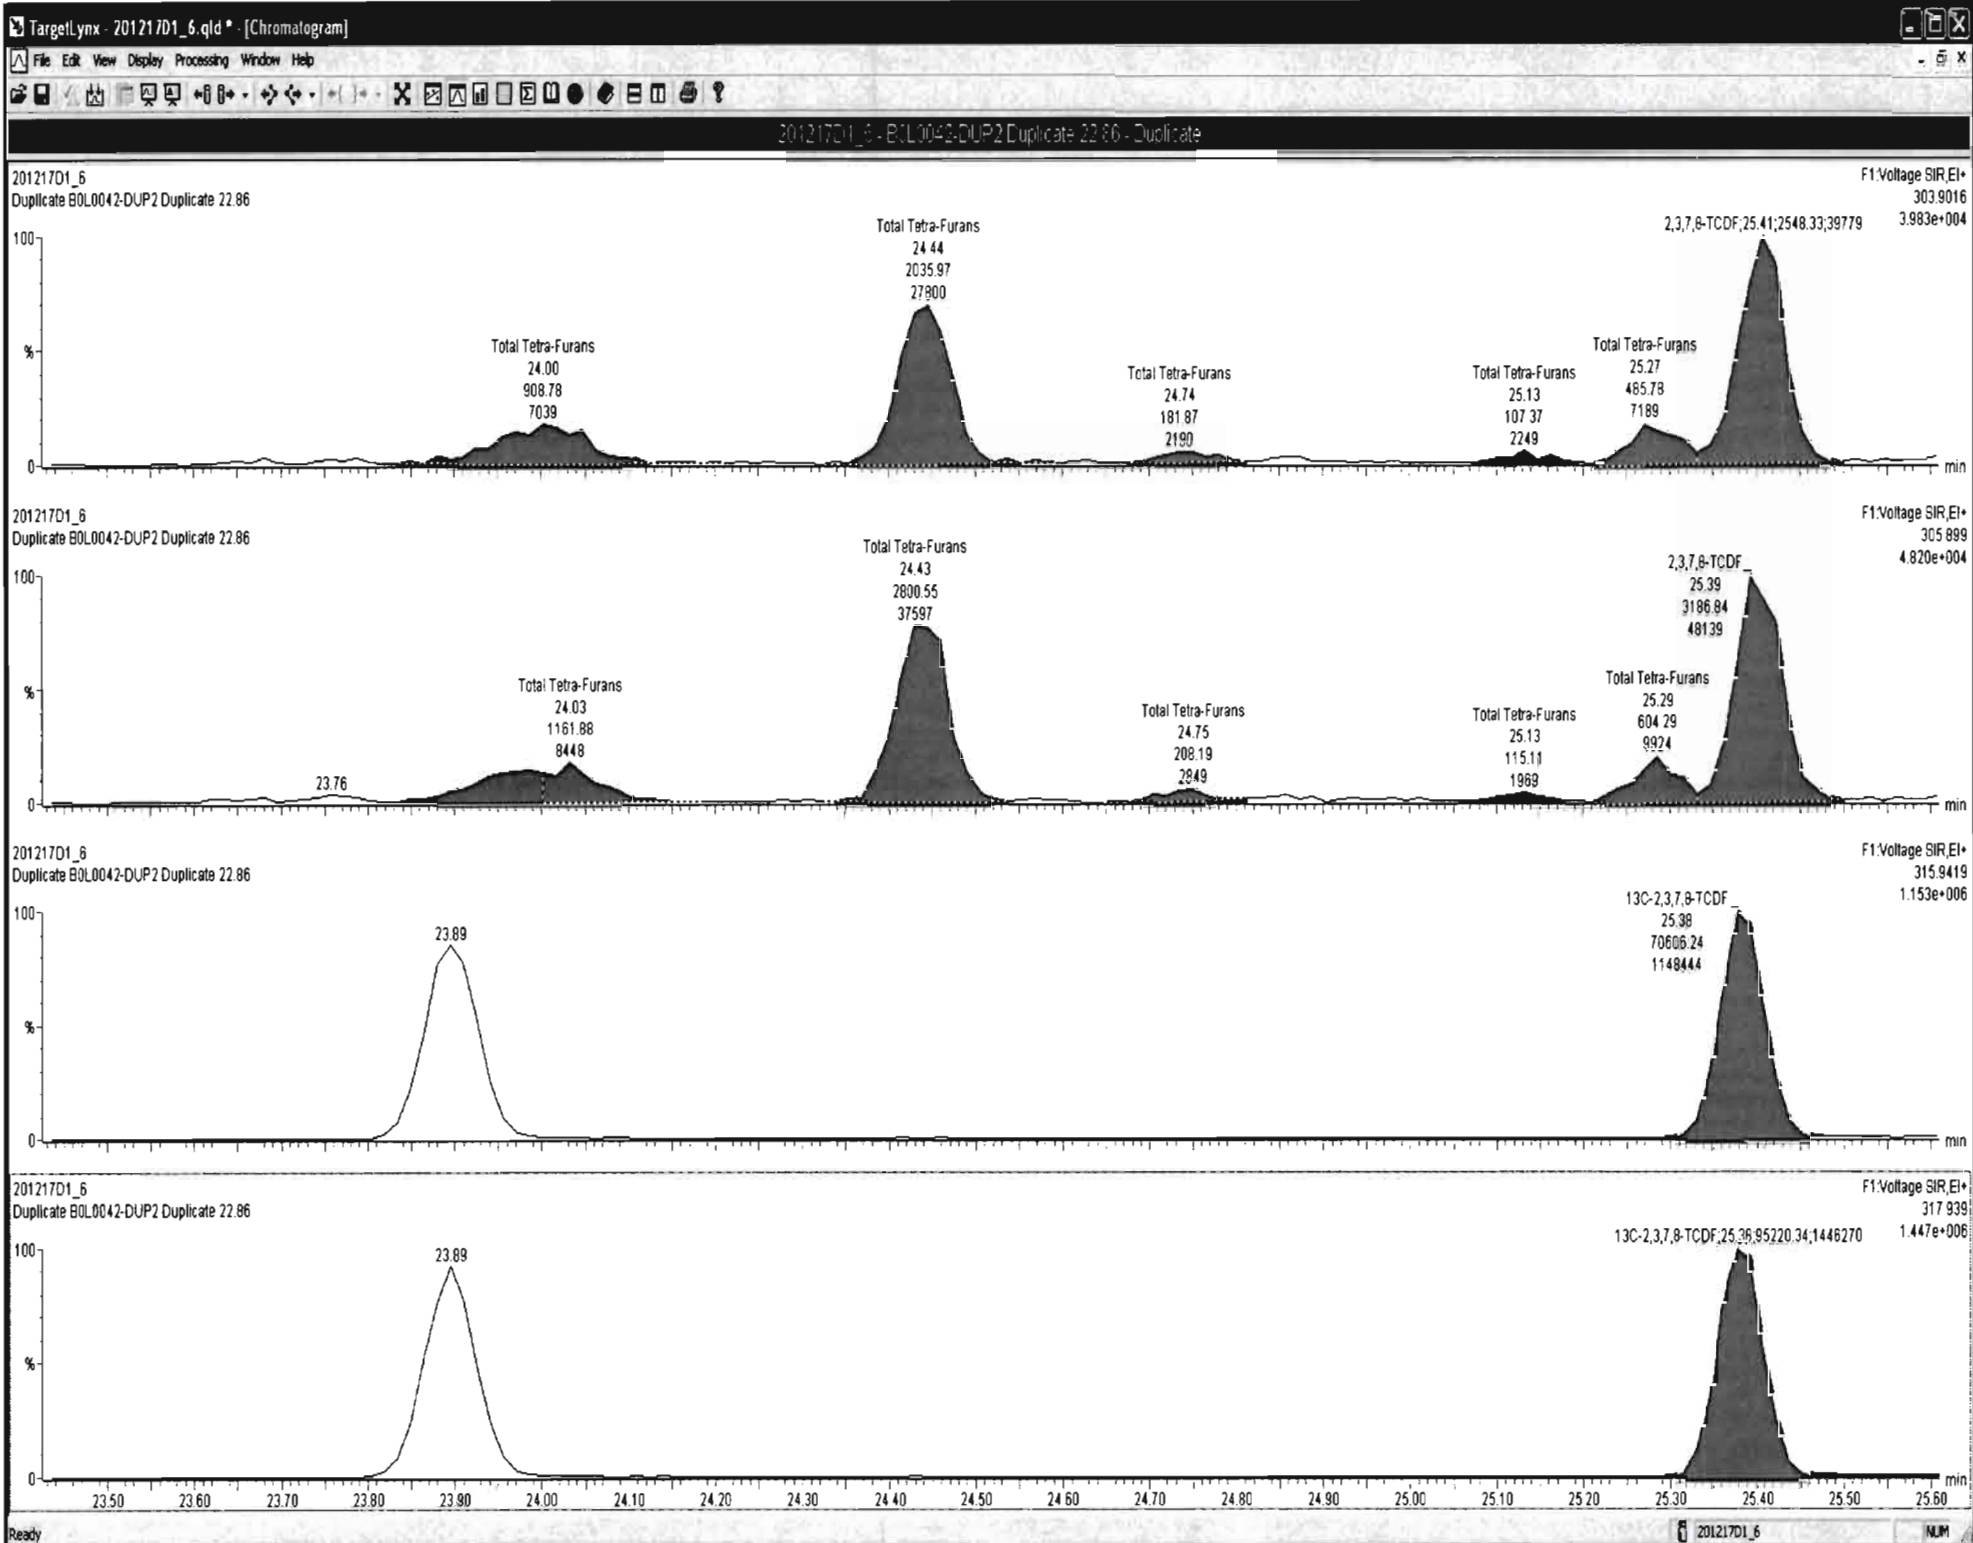 TargetLynx - 201217D1_6.qld * - [Chromatogram]
File Edit View Display Processing Window Help
201217D1_6 - B0L0042-DUP2 Duplicate 22.86 - Duplicate
201217D1_6
Duplicate B0L0042-DUP2 Duplicate 22.86
F1:Voltage SIR,EI+
303.9016
3.983e+004
100
%
0
Total Tetra-Furans
24.00
908.78
7039
Total Tetra-Furans
24 44
2035.97
27800
Total Tetra-Furans
24.74
181.87
2190
Total Tetra-Furans
25.13
107 37
2249
Total Tetra-Furans
25.27
485.78
7189
2,3,7,8-TCDF;25.41;2548.33;39779
min
201217D1_6
Duplicate B0L0042-DUP2 Duplicate 22.86
F1:Voltage SIR,EI+
305 899
4.820e+004
100
%
0
23.76
Total Tetra-Furans
24.03
1161.88
8448
Total Tetra-Furans
24.43
2800.55
37597
Total Tetra-Furans
24.75
208.19
2849
Total Tetra-Furans
25.13
115.11
1969
Total Tetra-Furans
25.29
604.29
9924
2,3,7,8-TCDF
25.39
3186.84
48139
min
201217D1_6
Duplicate B0L0042-DUP2 Duplicate 22.86
F1:Voltage SIR,EI+
315.9419
1.153e+006
100
%
0
23.89
13C-2,3,7,8-TCDF
25.38
70606.24
1148444
min
201217D1_6
Duplicate B0L0042-DUP2 Duplicate 22.86
F1:Voltage SIR,EI+
317 939
1.447e+006
100
%
0
23.89
13C-2,3,7,8-TCDF;25.38;95220.34;1446270
min
23.50 23.60 23.70 23.80 23.90 24.00 24.10 24.20 24.30 24.40 24.50 24.60 24.70 24.80 24.90 25.00 25.10 25 20 25.30 25.40 25.50 25.60
Ready
201217D1_6
NUM